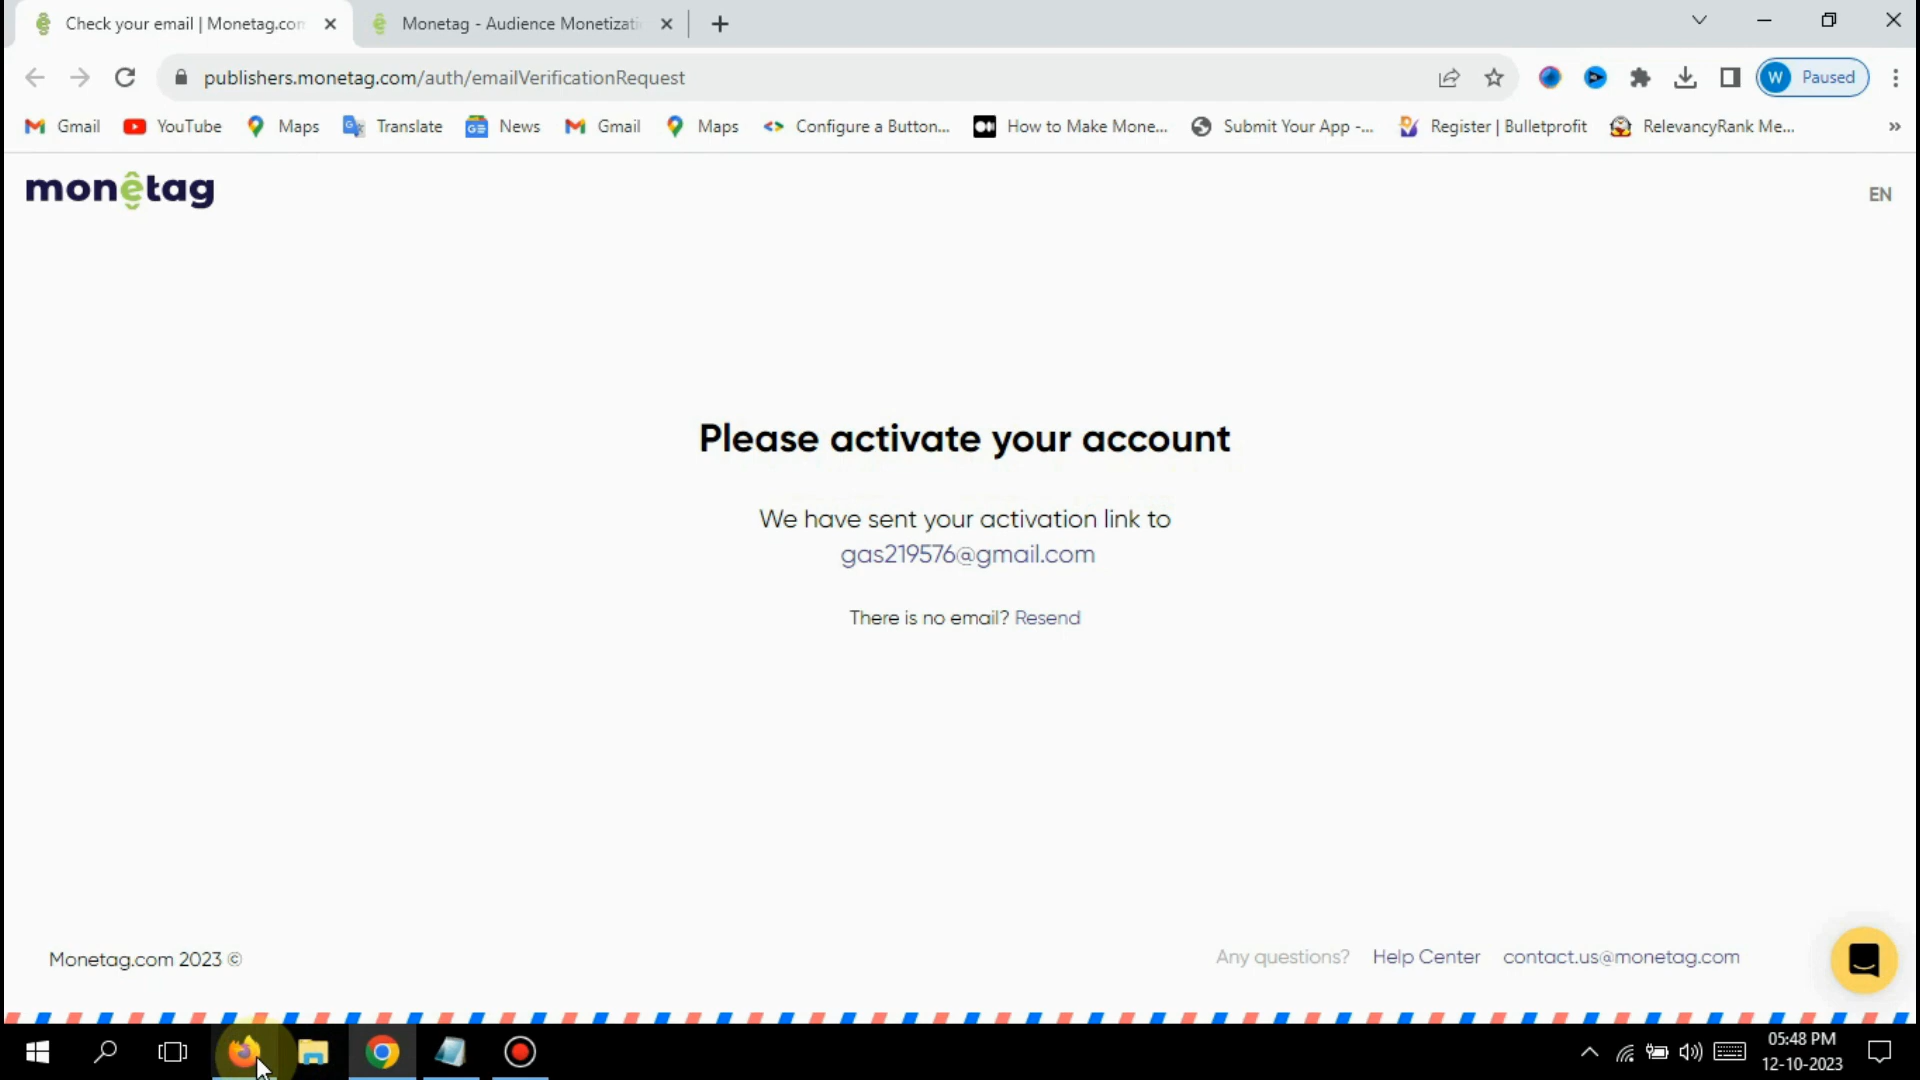 Check your email | Monetag.com
Monetag - Audience Monetizati
publishers.monetag.com/auth/emailVerificationRequest
W Paused
Gmail YouTube Maps Translate News Gmail Maps Configure a Button... How to Make Mone... Submit Your App -... Register | Bulletprofit RelevancyRank Me... »
monetag
EN
Please activate your account
We have sent your activation link to
gas219576@gmail.com
There is no email? Resend
Monetag.com 2023 ©
Any questions? Help Center contact.us@monetag.com
05:48 PM
12-10-2023